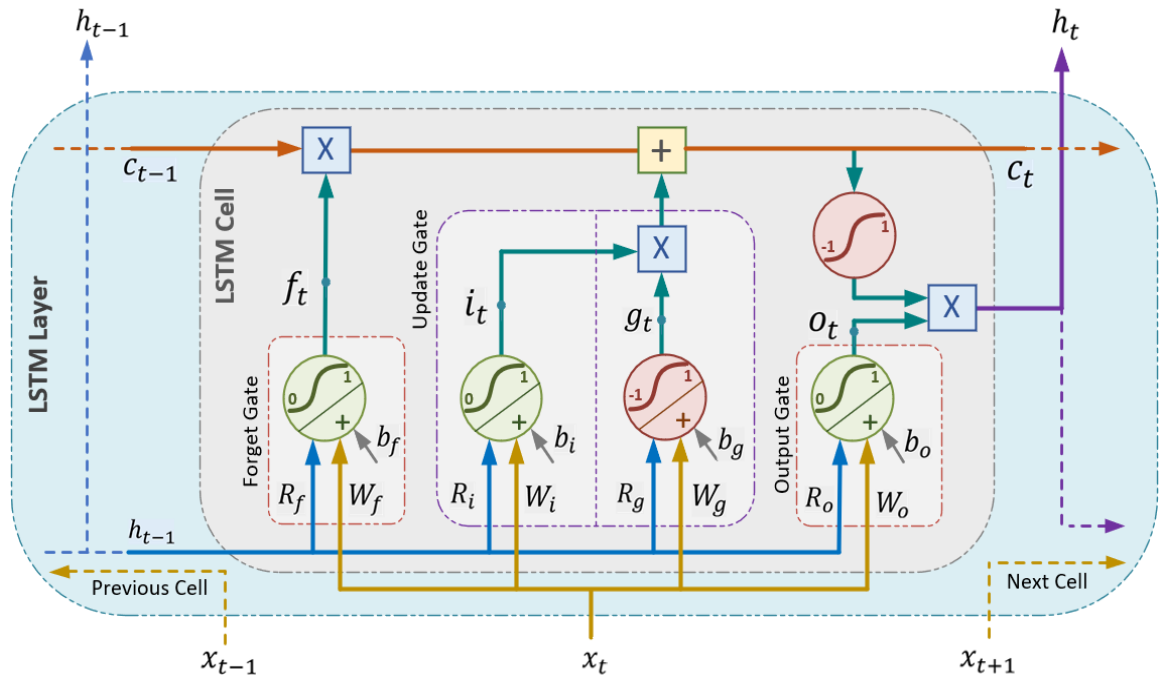 h_{t-1}
h_t
LSTM Layer
LSTM Cell
c_{t-1}
X
+
c_t
-1 1
f_t
Update Gate
i_t
X
g_t
o_t
X
Forget Gate
0 1
+
b_f
R_f
W_f
0 1
+
b_i
R_i
W_i
-1 1
+
b_g
R_g
W_g
Output Gate
0 1
+
b_o
R_o
W_o
h_{t-1}
Previous Cell
Next Cell
x_{t-1}
x_t
x_{t+1}